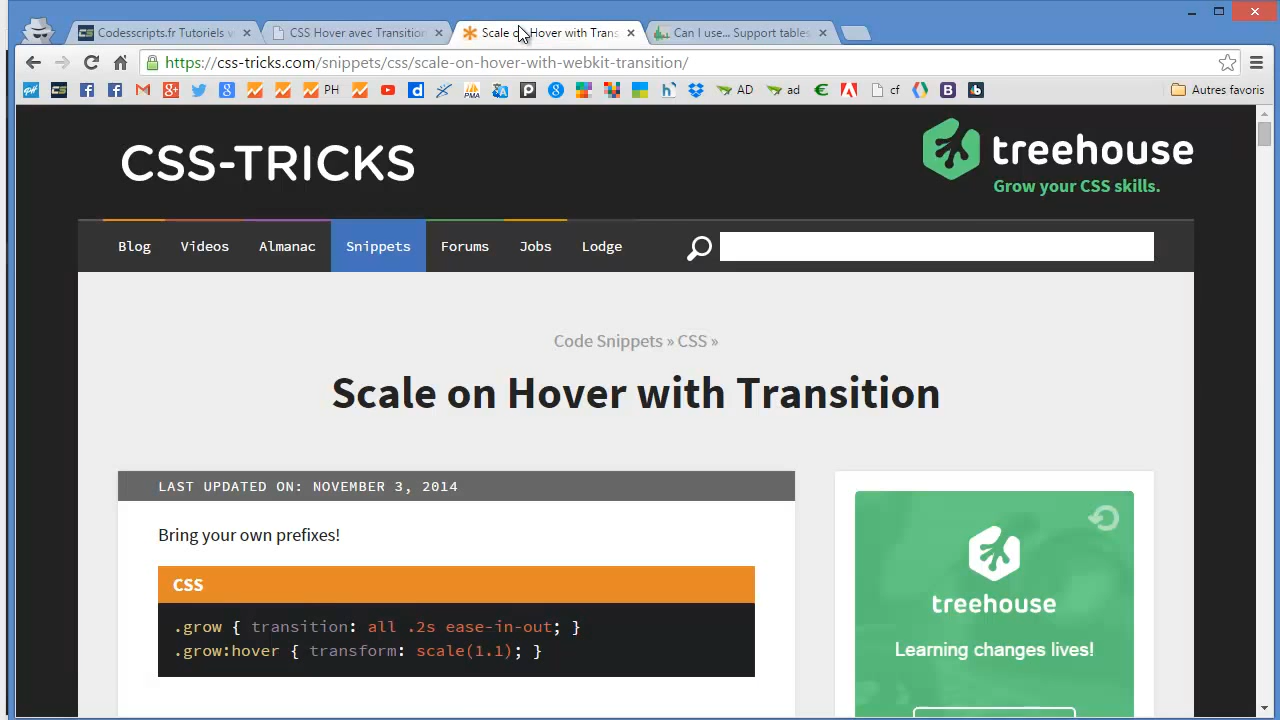 Codesscripts.fr Tutoriels v
CSS Hover avec Transition
Scale on Hover with Trans
Can I use... Support tables
https://css-tricks.com/snippets/css/scale-on-hover-with-webkit-transition/
PH
PMA
AD
ad
cf
Autres favoris
CSS-TRICKS
treehouse
Grow your CSS skills.
Blog
Videos
Almanac
Snippets
Forums
Jobs
Lodge
Code Snippets » CSS »
Scale on Hover with Transition
LAST UPDATED ON: NOVEMBER 3, 2014
Bring your own prefixes!
CSS
.grow { transition: all .2s ease-in-out; }
.grow:hover { transform: scale(1.1); }
treehouse
Learning changes lives!